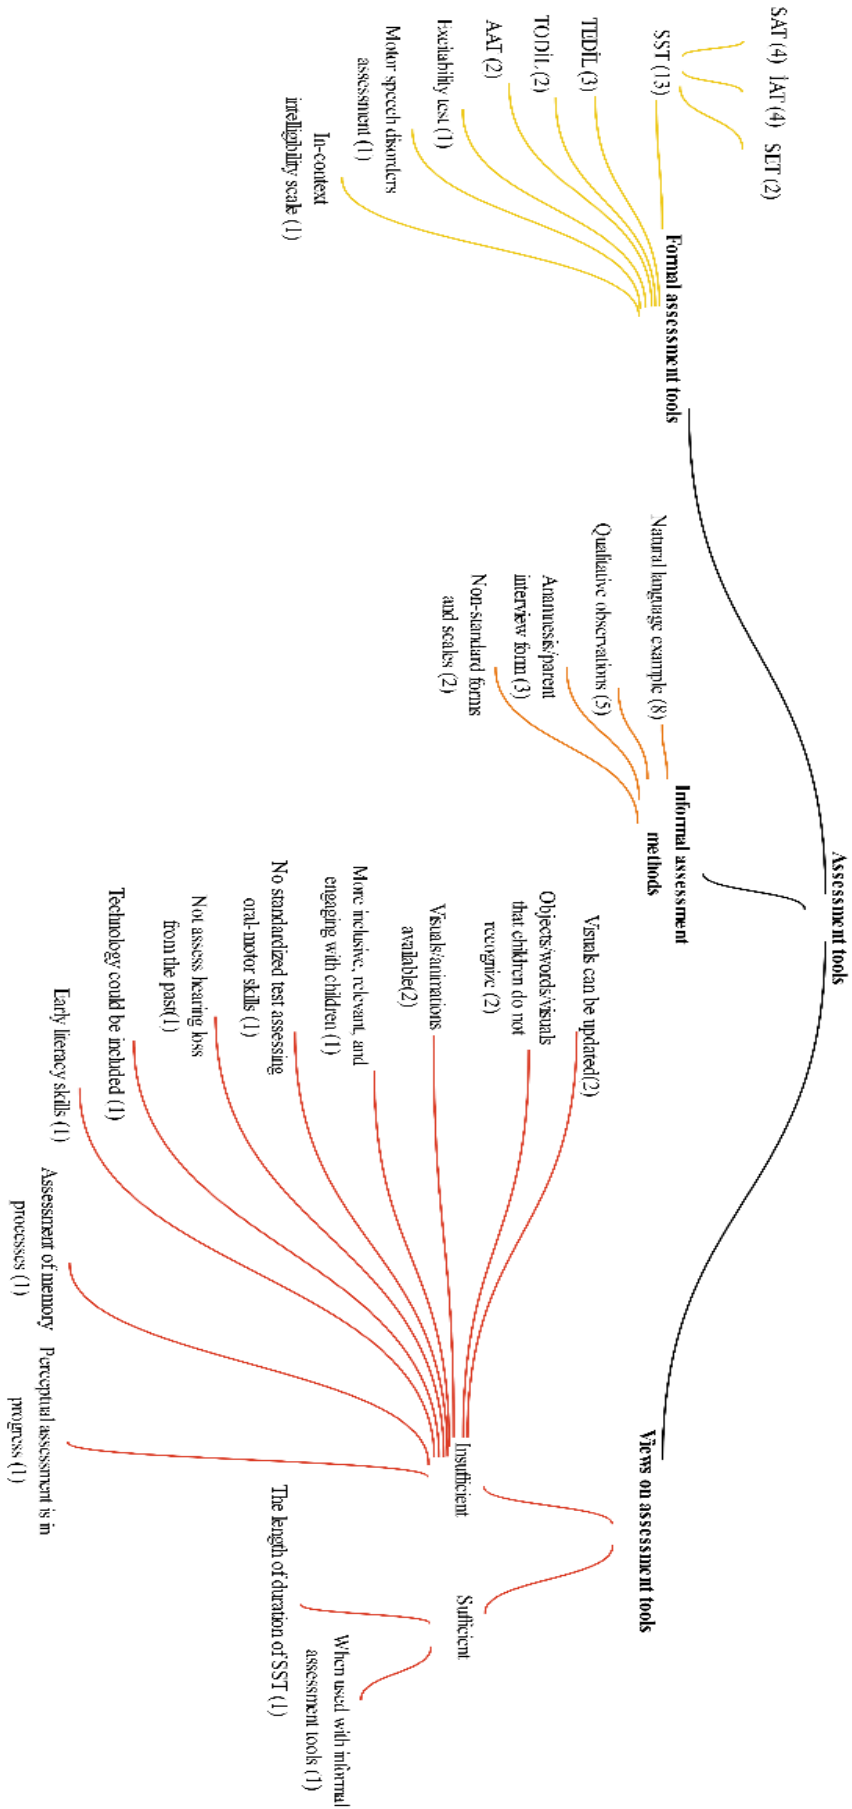 Assessment tools
Formal assessment tools
SAT (4)
İAT (4)
SET (2)
SST (13)
TEDİL (3)
TODİL (2)
AAT (2)
Excitability test (1)
Motor speech disorders
assessment (1)
In-context
intelligibility scale (1)
Informal assessment
methods
Natural language example (8)
Qualitative observations (5)
Anamnesis/parent
interview form (3)
Non-standard forms
and scales (2)
Views on assessment tools
Insufficient
Visuals can be updated(2)
Objects/words/visuals
that children do not
recognize (2)
Visuals/animations
available(2)
More inclusive, relevant, and
engaging with children (1)
No standardized test assessing
oral-motor skills (1)
Not assess hearing loss
from the past(1)
Technology could be included (1)
Early literacy skills (1)
Assessment of memory
processes (1)
Perceptual assessment is in
progress (1)
Sufficient
The length of duration of SST (1)
When used with informal
assessment tools (1)